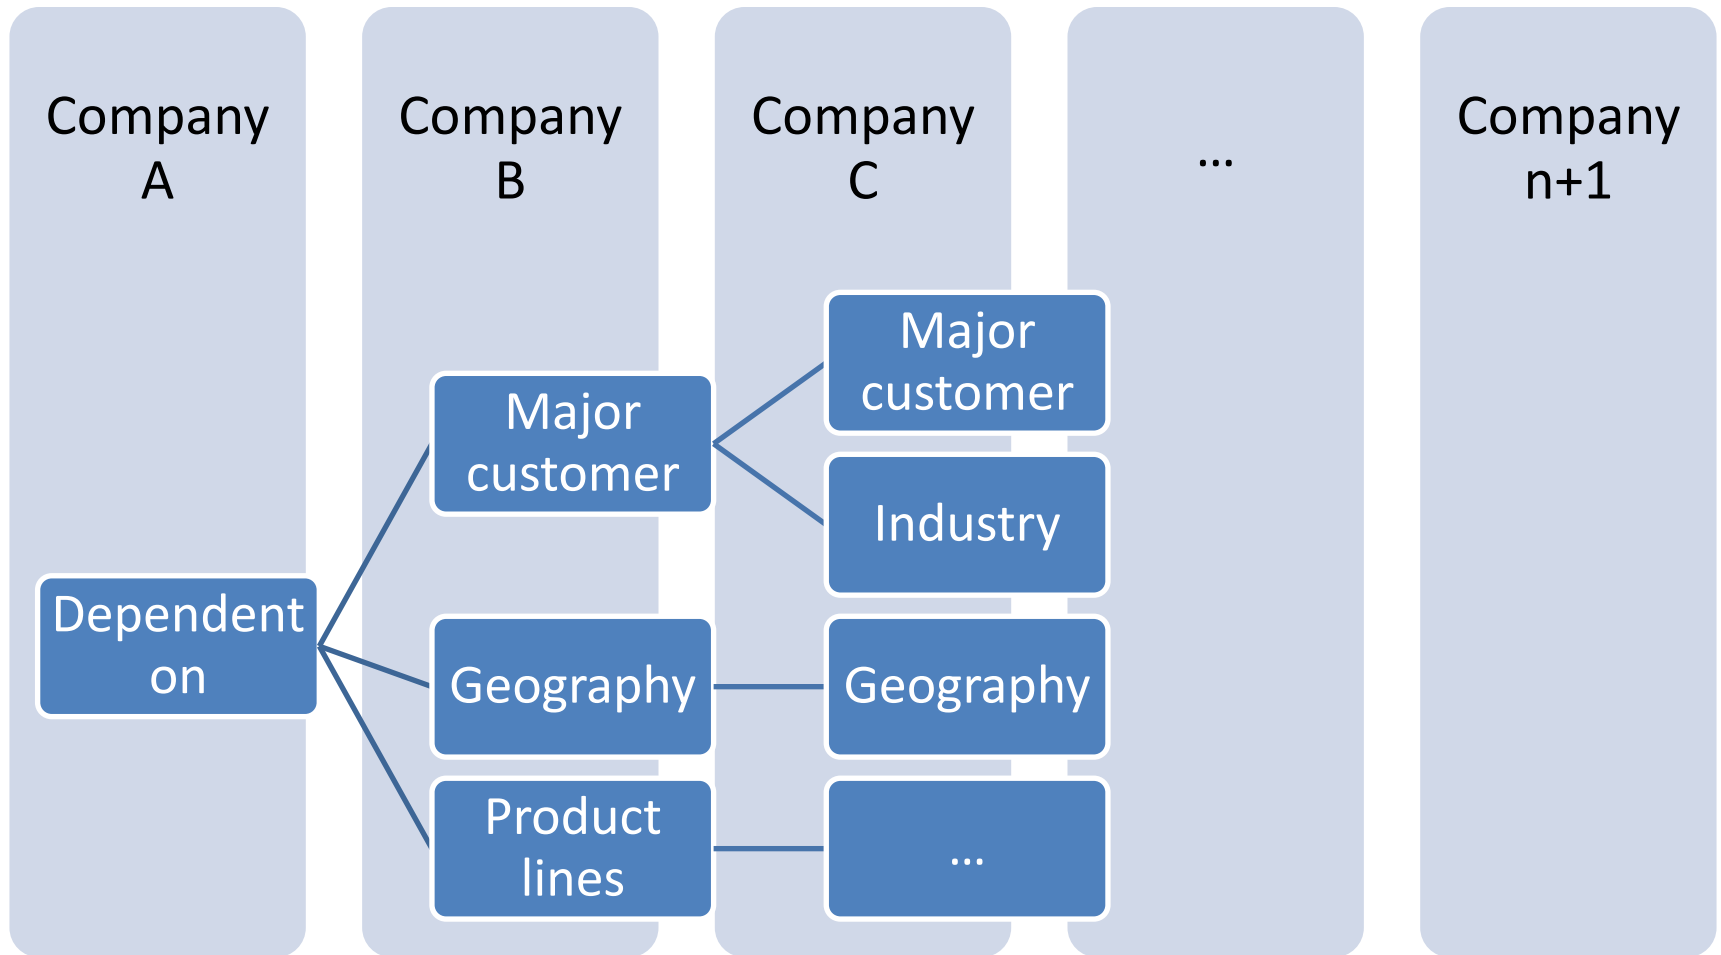 Company
A
Company
B
Company
C
...
Company
n+1
Dependent
on
Major
customer
Geography
Product
lines
Major
customer
Industry
Geography
...